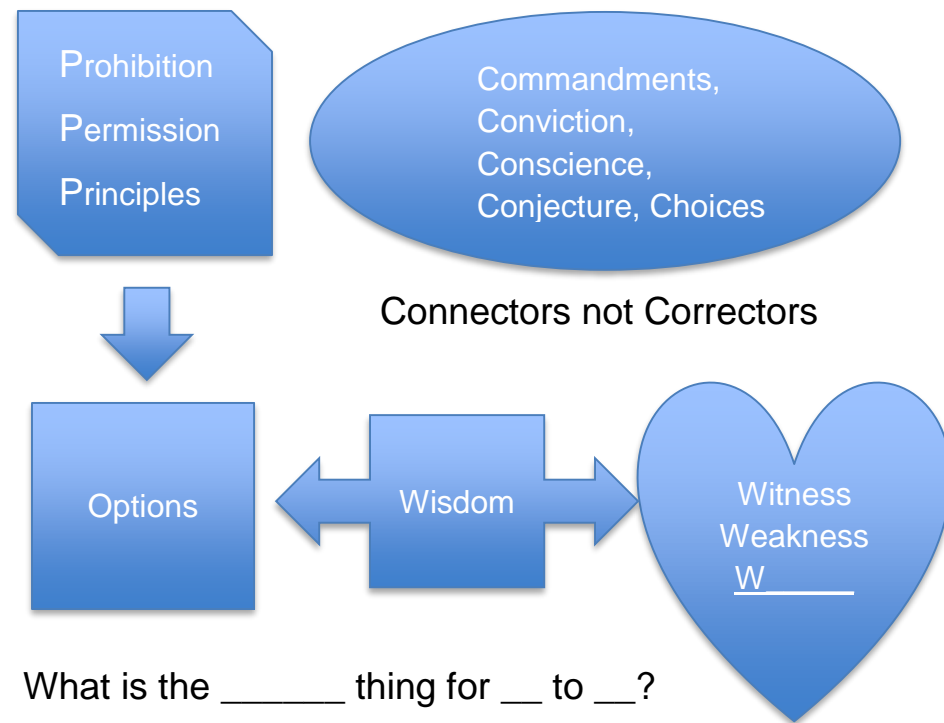 Prohibition
Permission
Principles
Commandments,
Conviction,
Conscience,
Conjecture, Choices
Connectors not Correctors
Options
Wisdom
Witness
Weakness
W______
What is the ______ thing for __ to __?